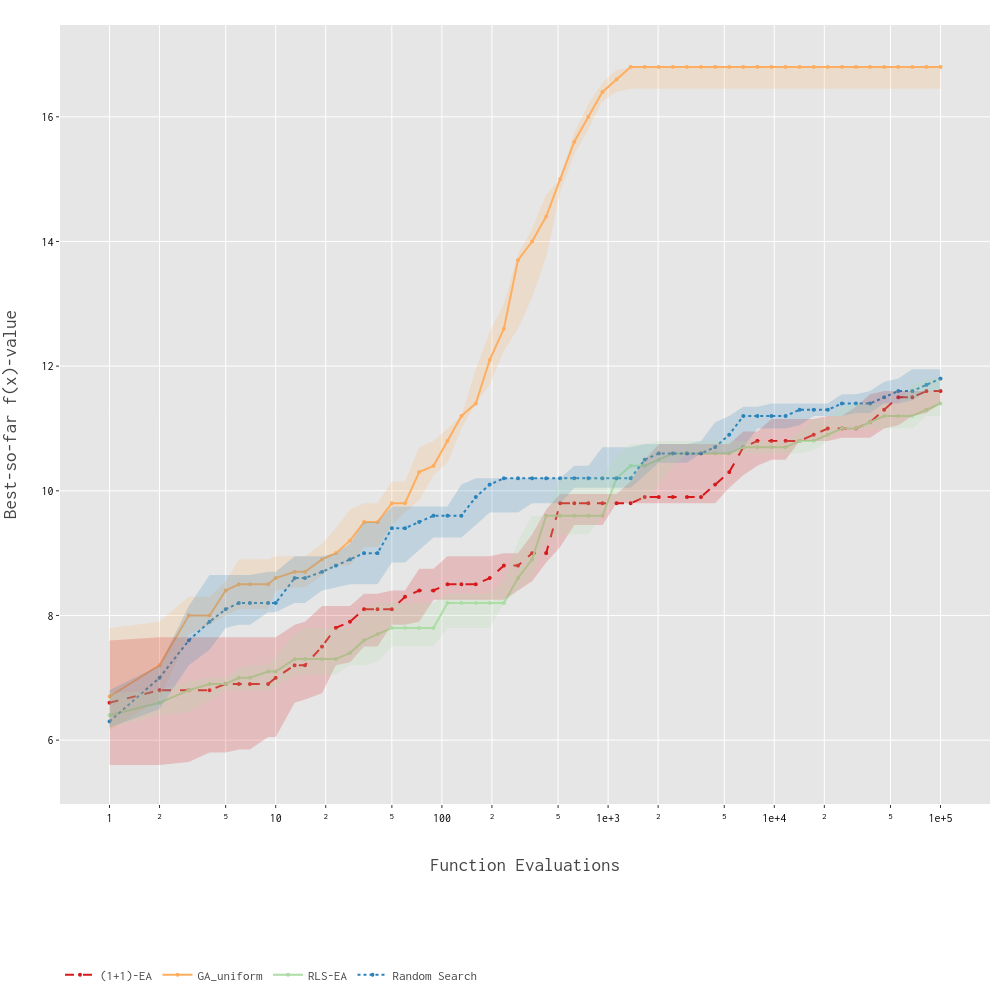 Best-so-far f(x)-value
16
14
12
10
8
6
1 2 5 10 2 5 100 2 5 1e+3 2 5 1e+4 2 5 1e+5
Function Evaluations
(1+1)-EA GA_uniform RLS-EA Random Search